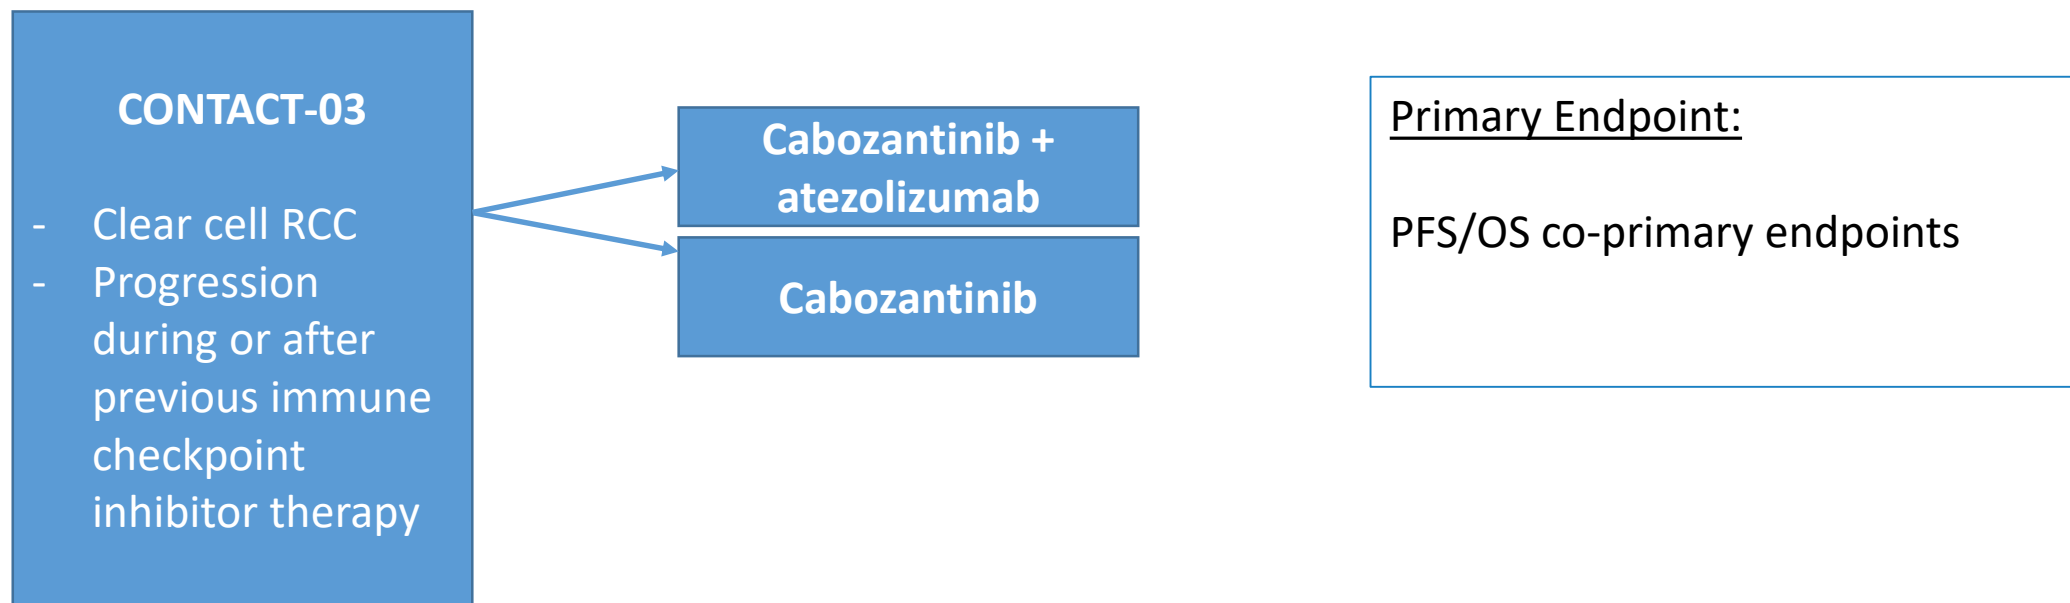 CONTACT-03
- Clear cell RCC
- Progression
during or after
previous immune
checkpoint
inhibitor therapy
Cabozantinib +
atezolizumab
Cabozantinib
Primary Endpoint:
PFS/OS co-primary endpoints